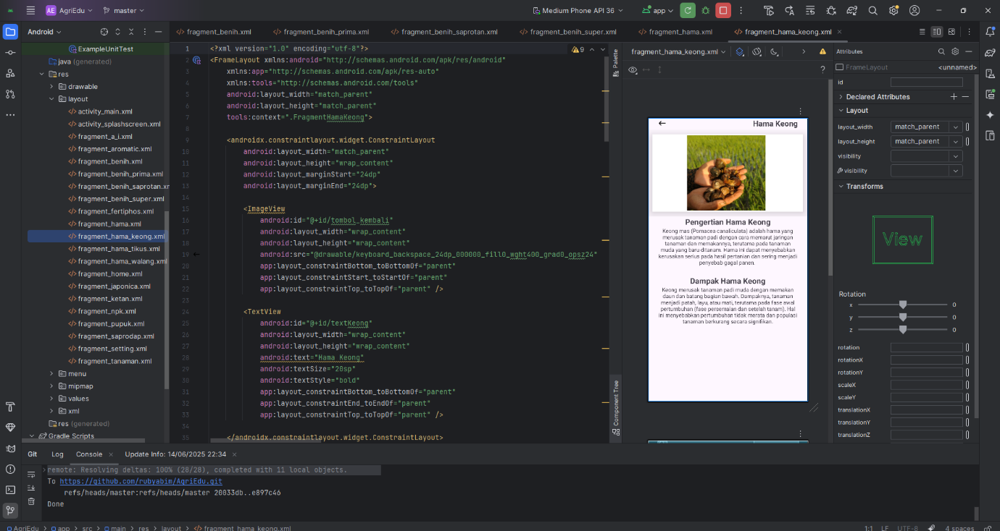 AE AgriEdu master Medium Phone API 36 app
Android
fragment_benih.xml fragment_benih_prima.xml fragment_benih_saprotan.xml fragment_benih_super.xml fragment_hama.xml fragment_hama_keong.xml
ExampleUnitTest
java (generated)
res
drawable
layout
activity_main.xml
activity_splashscreen.xml
fragment_a_i.xml
fragment_aromatic.xml
fragment_benih.xml
fragment_benih_prima.xml
fragment_benih_saprotan.xm
fragment_benih_super.xml
fragment_fertiphos.xml
fragment_hama.xml
fragment_hama_keong.xml
fragment_hama_tikus.xml
fragment_hama_walang.xml
fragment_home.xml
fragment_japonica.xml
fragment_ketan.xml
fragment_npk.xml
fragment_pupuk.xml
fragment_saprodap.xml
fragment_setting.xml
fragment_tanaman.xml
menu
mipmap
values
xml
res (generated)
Gradle Scripts
9
1 <?xml version="1.0" encoding="utf-8"?>
2 <FrameLayout xmlns:android="http://schemas.android.com/apk/res/android"
3 xmlns:app="http://schemas.android.com/apk/res-auto"
4 xmlns:tools="http://schemas.android.com/tools"
5 android:layout_width="match_parent"
6 android:layout_height="match_parent"
7 tools:context=".FragmentHamaKeong">
8
9 <androidx.constraintlayout.widget.ConstraintLayout
10 android:layout_width="match_parent"
11 android:layout_height="wrap_content"
12 android:layout_marginStart="24dp"
13 android:layout_marginEnd="24dp">
14
15 <ImageView
16 android:id="@+id/tombol_kembali"
17 android:layout_width="wrap_content"
18 android:layout_height="wrap_content"
19 android:src="@drawable/keyboard_backspace_24dp_000000_fill0_wght400_grad0_opsz24"
20 app:layout_constraintBottom_toBottomOf="parent"
21 app:layout_constraintStart_toStartOf="parent"
22 app:layout_constraintTop_toTopOf="parent" />
23
24 <TextView
25 android:id="@+id/textKeong"
26 android:layout_width="wrap_content"
27 android:layout_height="wrap_content"
28 android:text="Hama Keong"
29 android:textSize="20sp"
30 android:textStyle="bold"
31 app:layout_constraintBottom_toBottomOf="parent"
32 app:layout_constraintEnd_toEndOf="parent"
33 app:layout_constraintTop_toTopOf="parent" />
34
35 </androidx.constraintlayout.widget.ConstraintLayout>
Palette
Component Tree
fragment_hama_keong.xml
?
Hama Keong
Pengertian Hama Keong
Keong mas (Pomacea canaliculata) adalah hama yang
merusak tanaman padi dengan cara memarut jaringan
tanaman dan memakannya, terutama pada tanaman
muda yang baru ditanam. Hama ini dapat menyebabkan
kerusakan serius pada hasil pertanian dan sering menjadi
penyebab gagal panen.
Dampak Hama Keong
Keong merusak tanaman padi muda dengan memakan
daun dan batang bagian bawah. Dampaknya, tanaman
menjadi patah, layu, atau mati, terutama pada fase awal
pertumbuhan (fase persemaian dan setelah tanam). Hal
ini menyebabkan pertumbuhan tidak merata dan populasi
tanaman berkurang secara signifikan.
Attributes
FrameLayout <unnamed>
id
Declared Attributes
Layout
layout_width match_parent
layout_height match_parent
visibility
visibility
Transforms
View
Rotation
x 0
y 0
z 0
rotation
rotationX
rotationY
scaleX
scaleY
translationX
translationY
translationZ
Git Log Console Update Info: 14/06/2025 22:34
remote: Resolving deltas: 100% (28/28), completed with 11 local objects.
To https://github.com/rubyabim/AgriEdu.git
refs/heads/master:refs/heads/master 20033db..e897c46
Done
AgriEdu app src main res layout fragment_hama_keong.xml
1:1 LF UTF-8 4 spaces